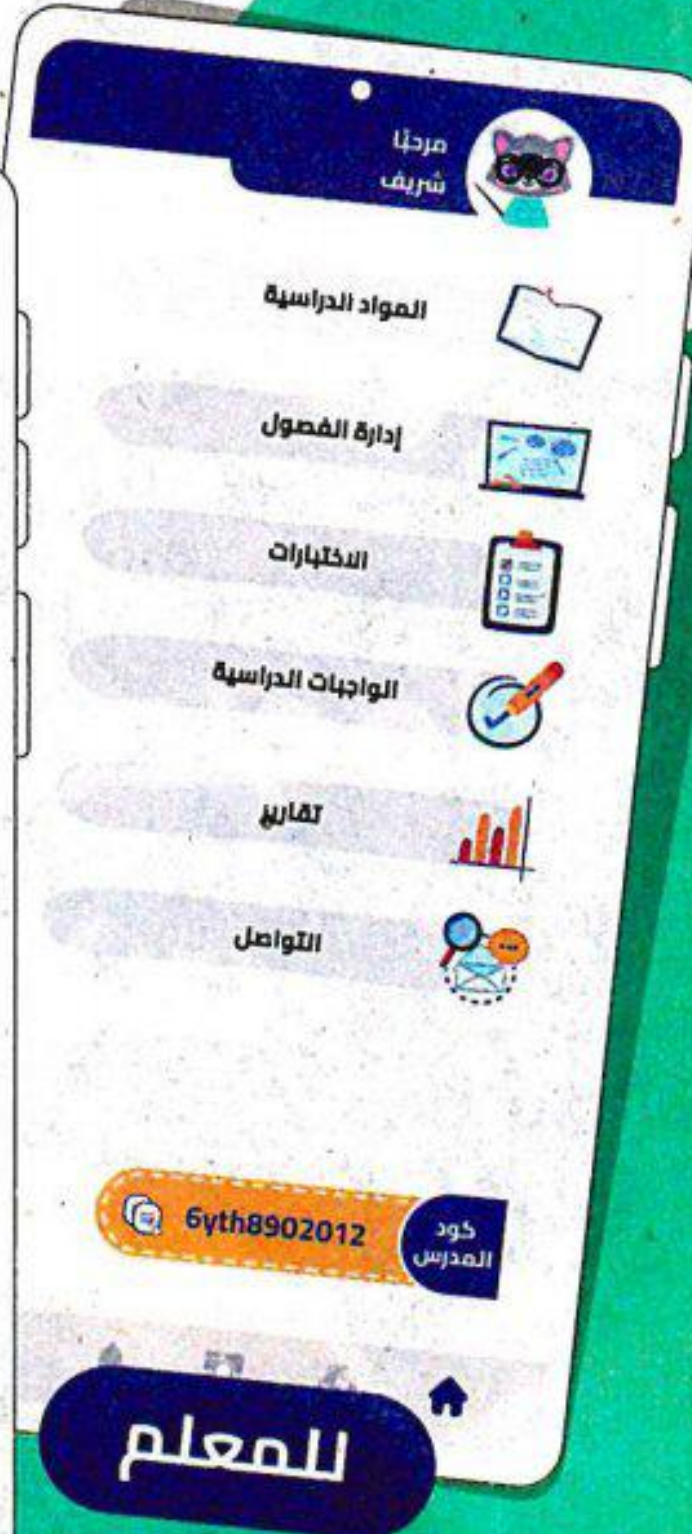 مرحبًا
شريف
المواد الدراسية
إدارة الفصول
الاختبارات
الواجبات الدراسية
تقارير
التواصل
كود
المدرس
6yth8902012
للمعلم